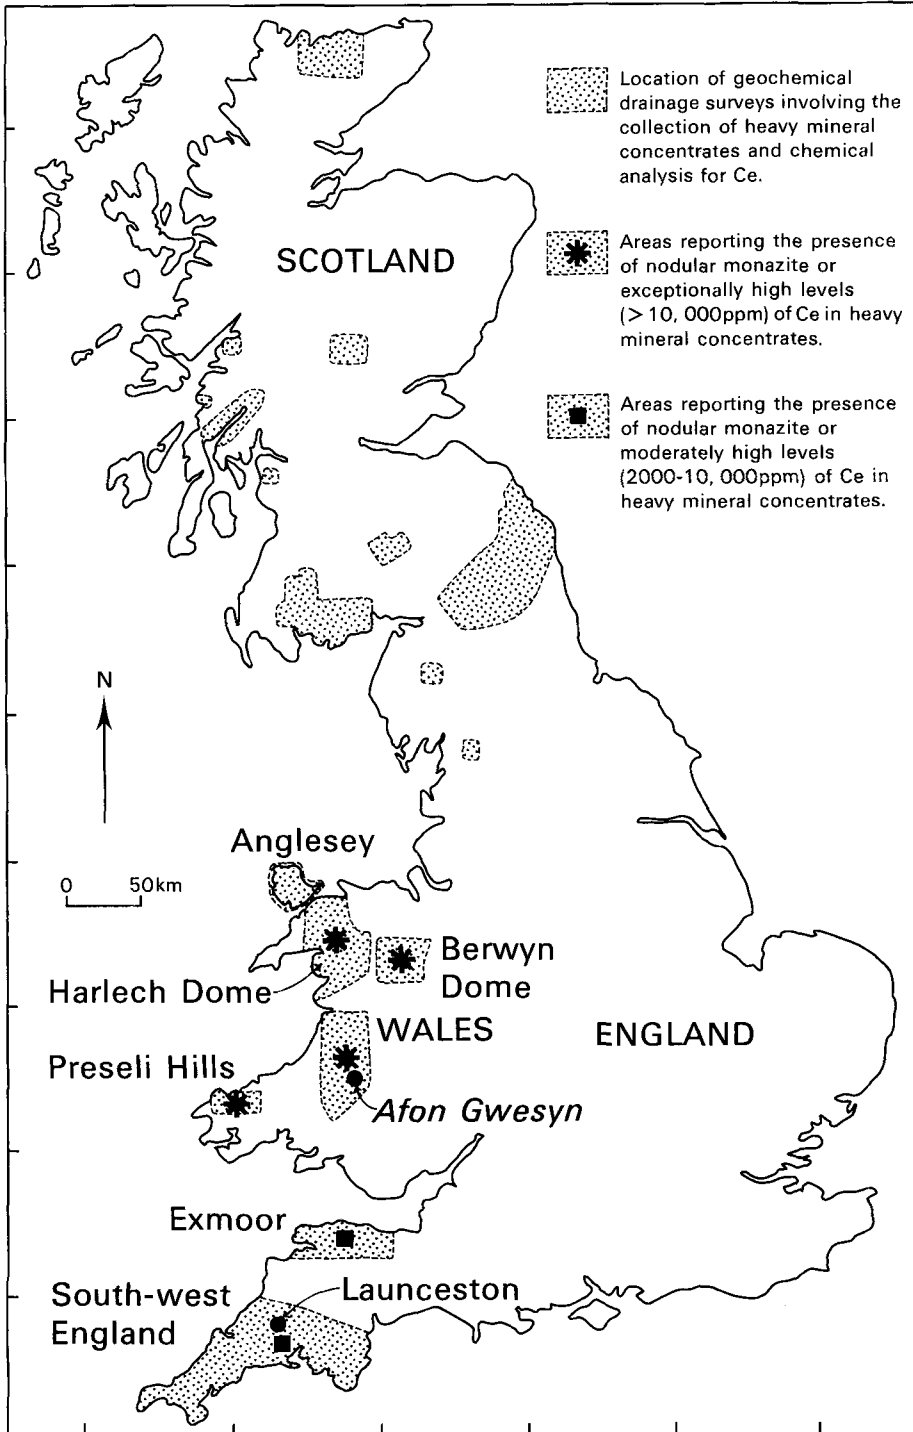 Location of geochemical
drainage surveys involving the
collection of heavy mineral
concentrates and chemical
analysis for Ce.
SCOTLAND
Areas reporting the presence
of nodular monazite or
exceptionally high levels
(> 10, 000ppm) of Ce in heavy
mineral concentrates.
Areas reporting the presence
of nodular monazite or
moderately high levels
(2000-10, 000ppm) of Ce in
heavy mineral concentrates.
N
Anglesey
0 50km
Berwyn
Dome
Harlech Dome
WALES
ENGLAND
Preseli Hills
Afon Gwesyn
Exmoor
Launceston
South-west
England